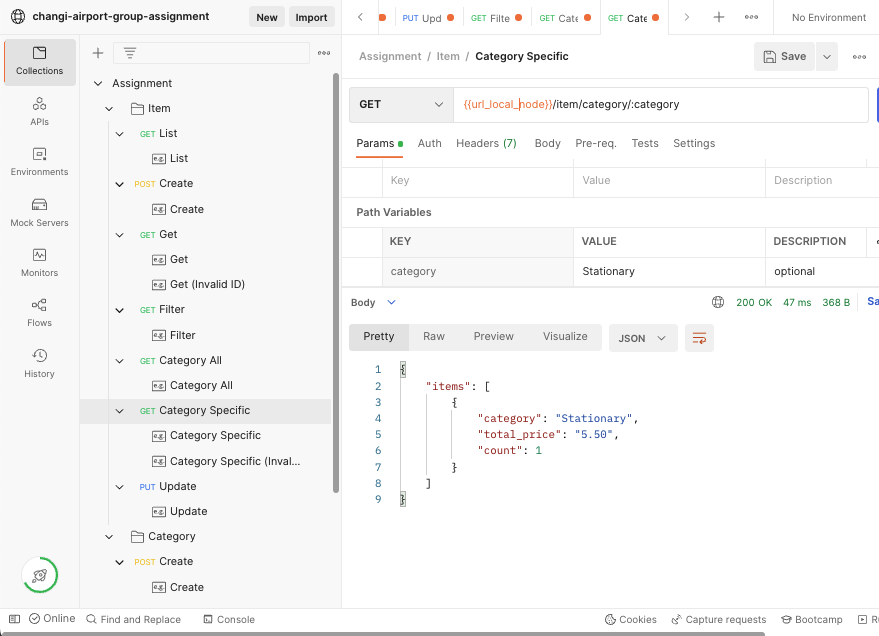 changi-airport-group-assignment
New
Import
PUT Upd
GET Filte
GET Cate
GET Cate
No Environment
Collections
APIs
Environments
Mock Servers
Monitors
Flows
History
Assignment
Item
GET List
e.g. List
POST Create
e.g. Create
GET Get
e.g. Get
e.g. Get (Invalid ID)
GET Filter
e.g. Filter
GET Category All
e.g. Category All
GET Category Specific
e.g. Category Specific
e.g. Category Specific (Inval...
PUT Update
e.g. Update
Category
POST Create
e.g. Create
Assignment / Item / Category Specific
Save
GET
{{url_local_node}}/item/category/:category
Params Auth Headers (7) Body Pre-req. Tests Settings
Key Value Description
Path Variables
KEY VALUE DESCRIPTION
category Stationary optional
Body 200 OK 47 ms 368 B Sa
Pretty Raw Preview Visualize JSON
1 {
2 "items": [
3 {
4 "category": "Stationary",
5 "total_price": "5.50",
6 "count": 1
7 }
8 ]
9 }
Online Find and Replace Console Cookies Capture requests Bootcamp R